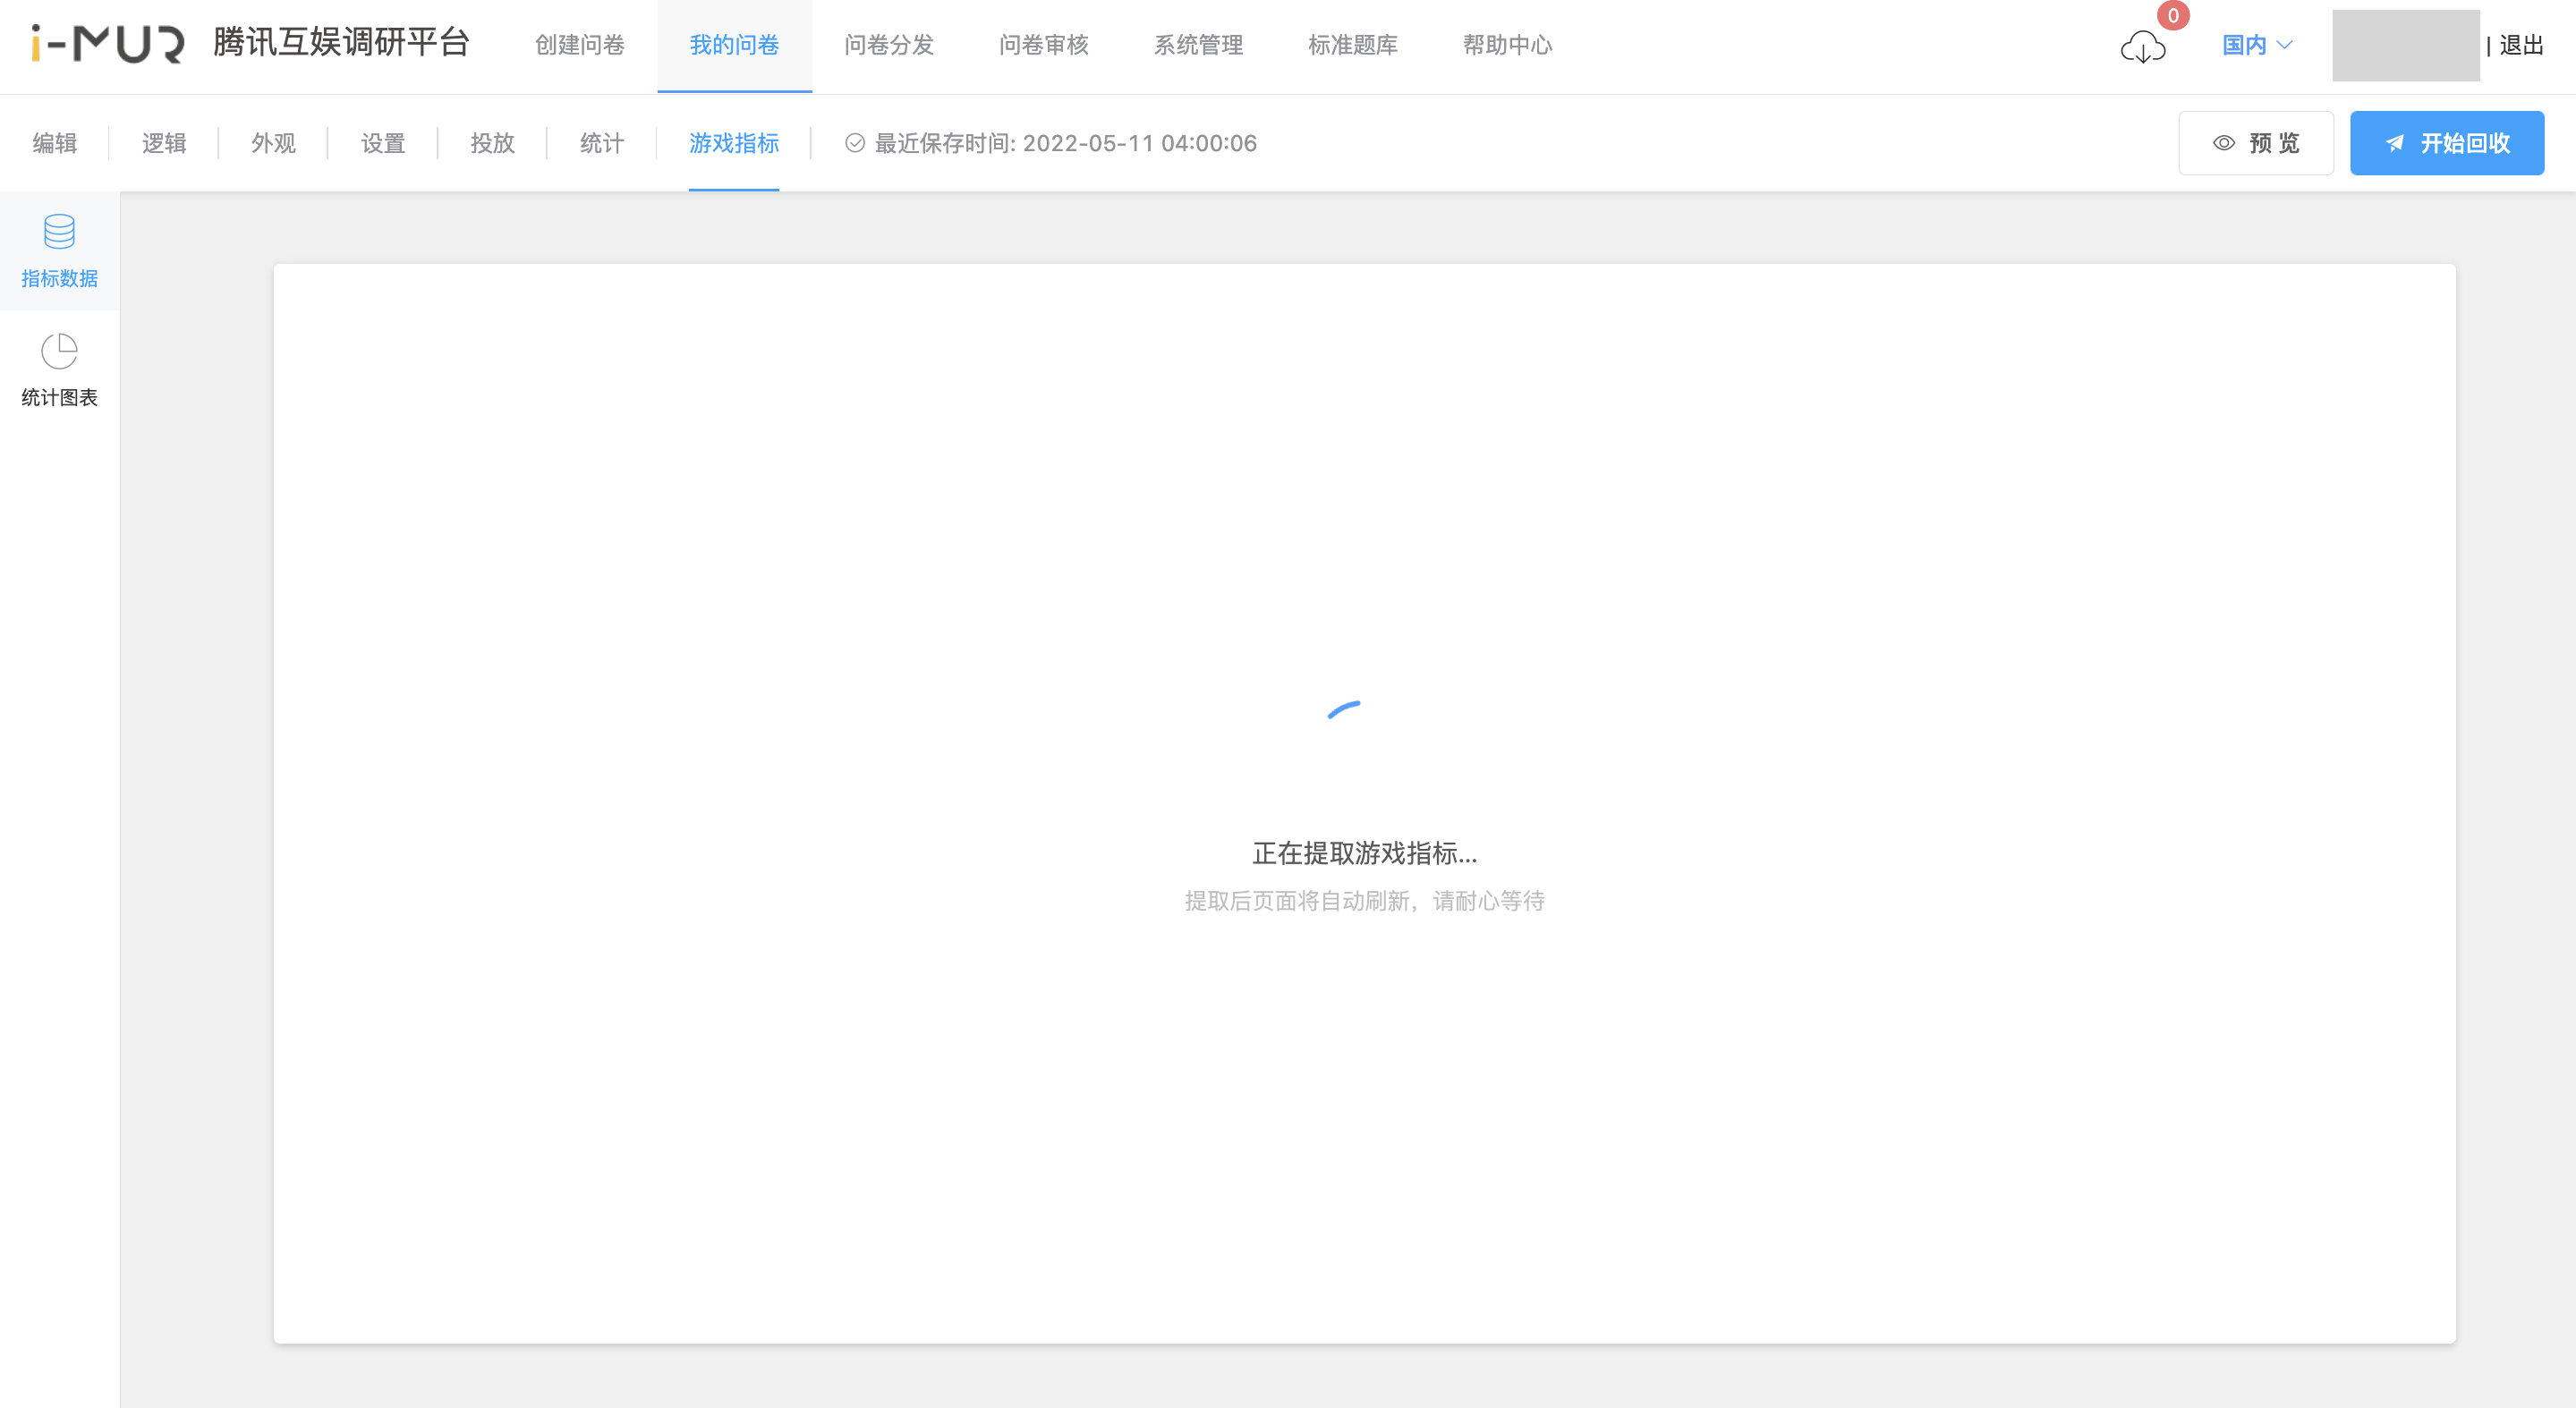 i-MUR 腾讯互娱调研平台 创建问卷 我的问卷 问卷分发 问卷审核 系统管理 标准题库 帮助中心 0 国内 | 退出
编辑 逻辑 外观 设置 投放 统计 游戏指标 最近保存时间: 2022-05-11 04:00:06 预 览 开始回收
指标数据
统计图表
正在提取游戏指标...
提取后页面将自动刷新，请耐心等待